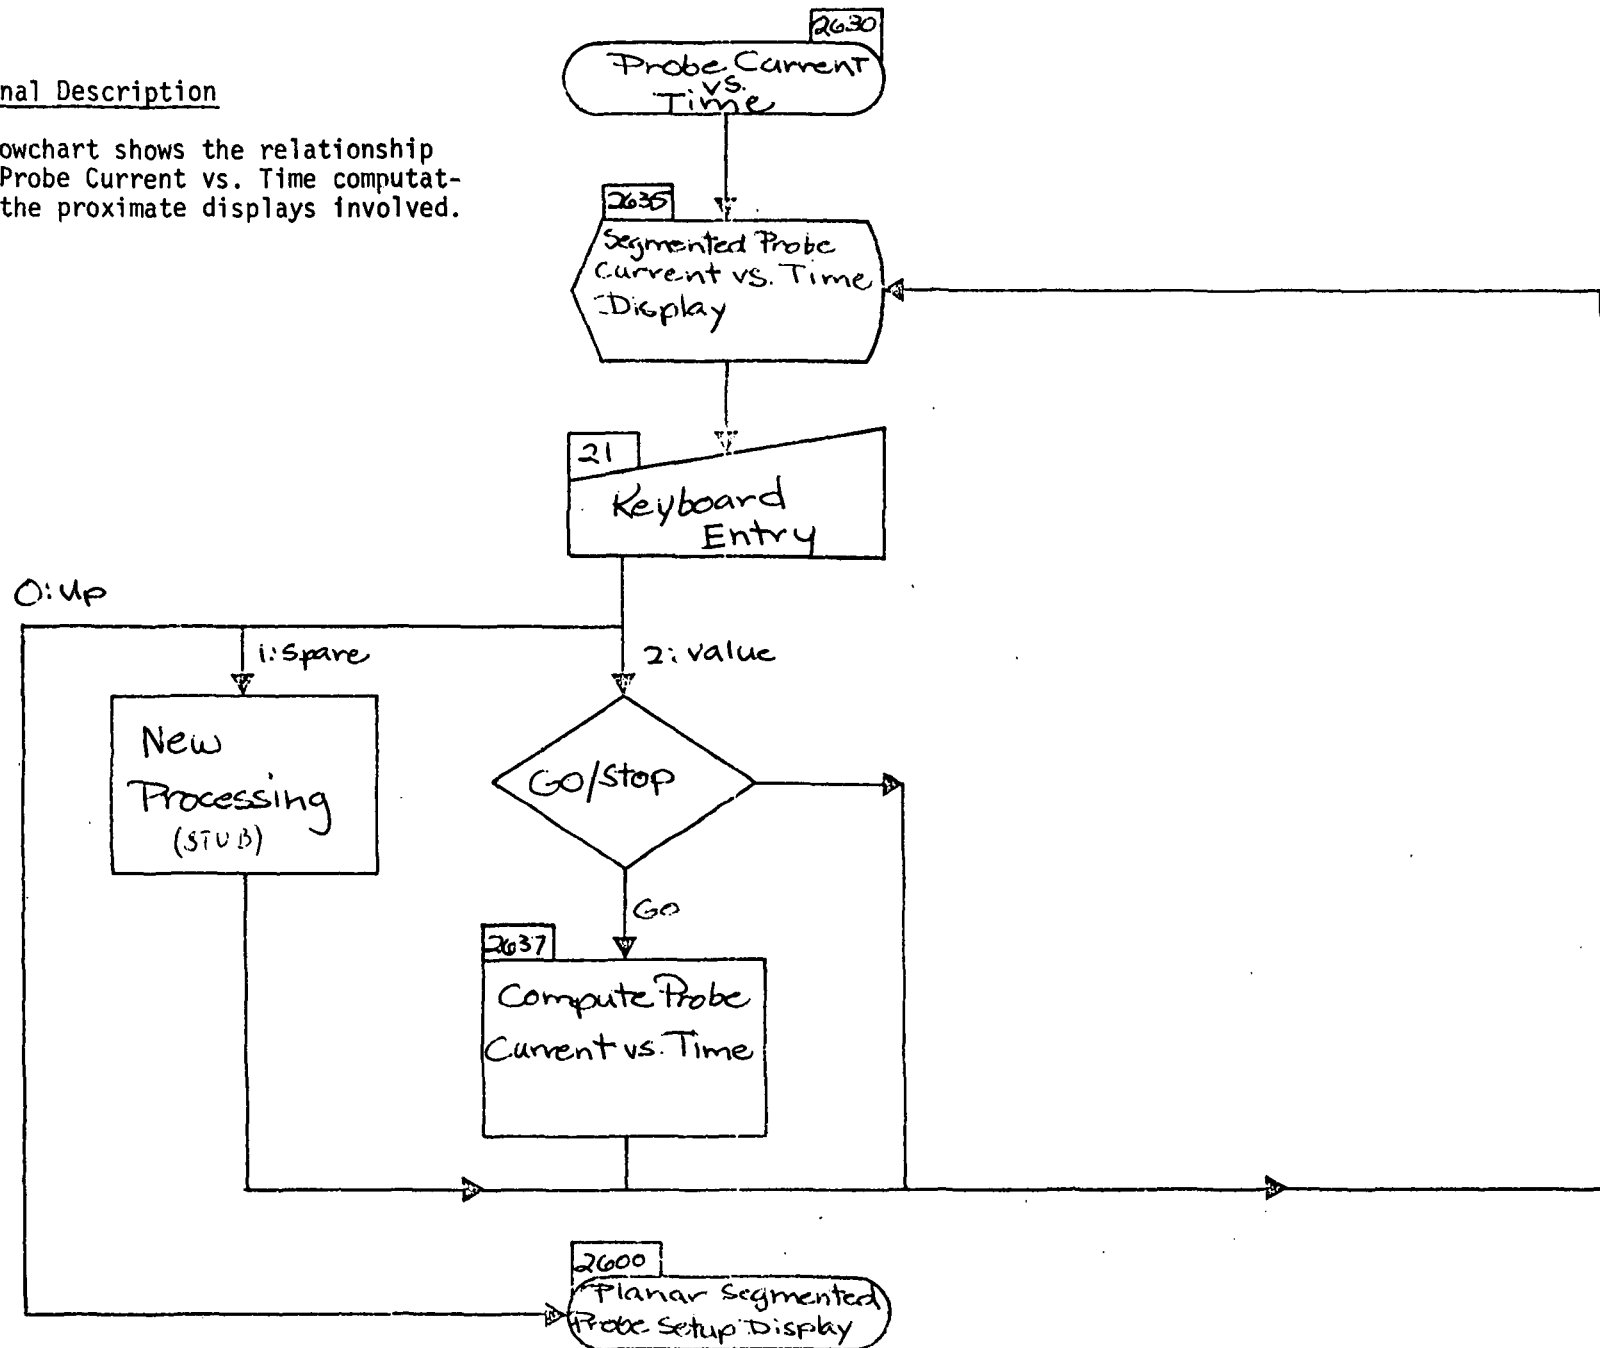 2630
Probe Current
vs.
Time
nal Description
owchart shows the relationship
Probe Current vs. Time computat-
the proximate displays involved.
2635
Segmented Probe
Current vs. Time
Display
21
Keyboard
Entry
0:Up
1:spare
2:value
New
Processing
(STUB)
Go/Stop
Go
2637
Compute Probe
Current vs. Time
2600
Planar Segmented
Probe Setup Display